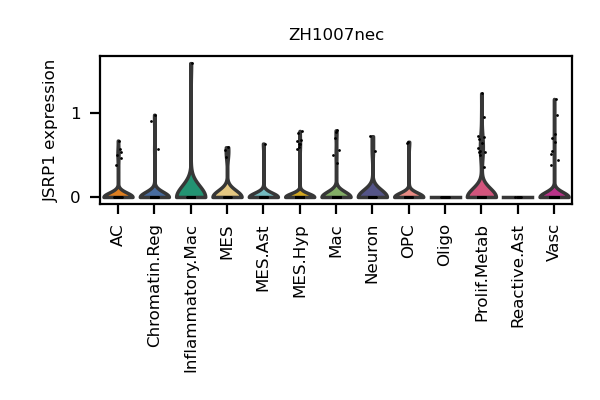 ZH1007nec
JSRP1 expression
1
0
AC
Chromatin.Reg
Inflammatory.Mac
MES
MES.Ast
MES.Hyp
Mac
Neuron
OPC
Oligo
Prolif.Metab
Reactive.Ast
Vasc